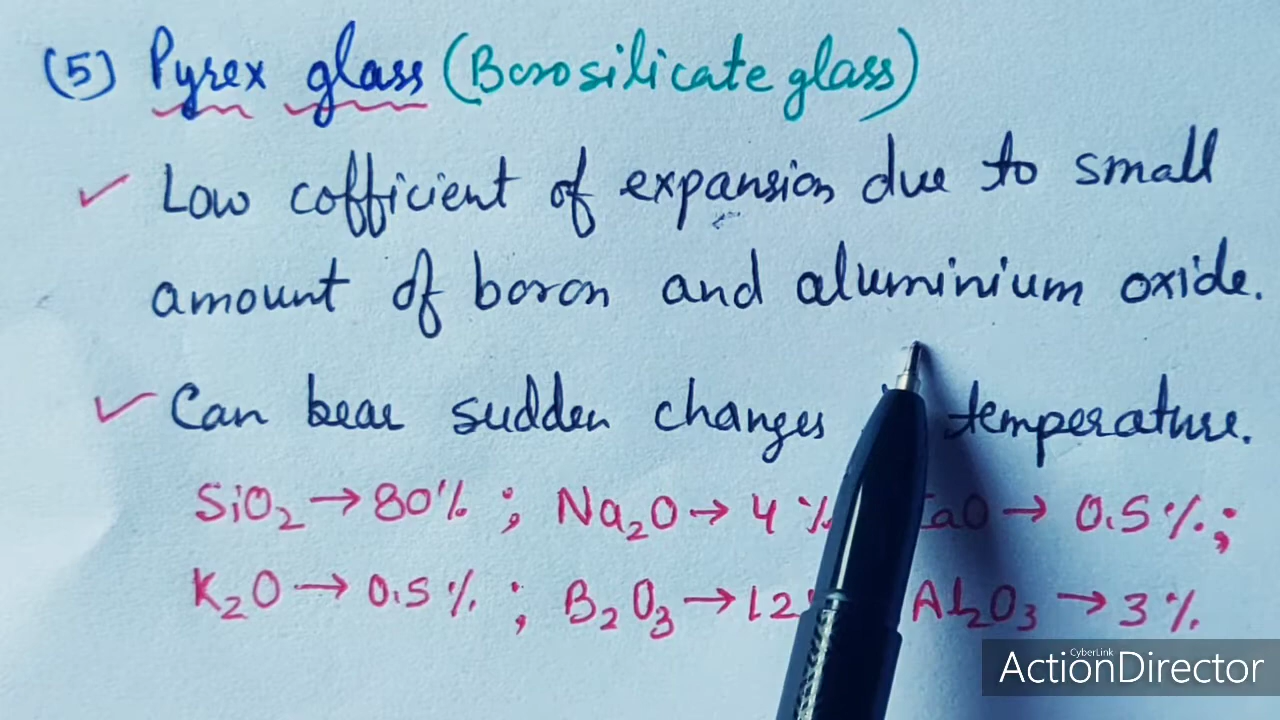 (5) Pyrex glass (Borosilicate glass)
✓ Low cofficient of expansion due to small
amount of boron and aluminium oxide.
✓ Can bear sudden changes temperature.
SiO₂ → 80% ; Na₂O → 4% CaO → 0.5% ;
K₂O → 0.5% ; B₂O₃ → 12 Al₂O₃ → 3%
CyberLink
ActionDirector